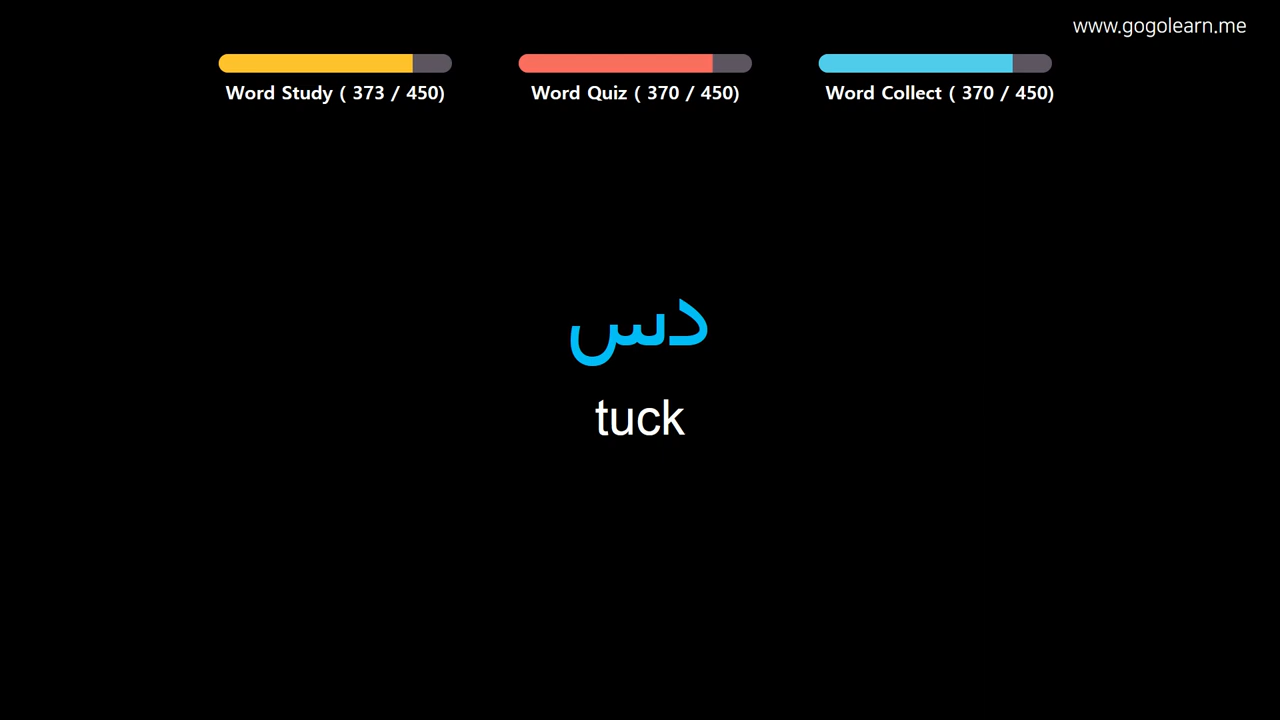 www.gogolearn.me
Word Study ( 373 / 450)
Word Quiz ( 370 / 450)
Word Collect ( 370 / 450)
دس
tuck